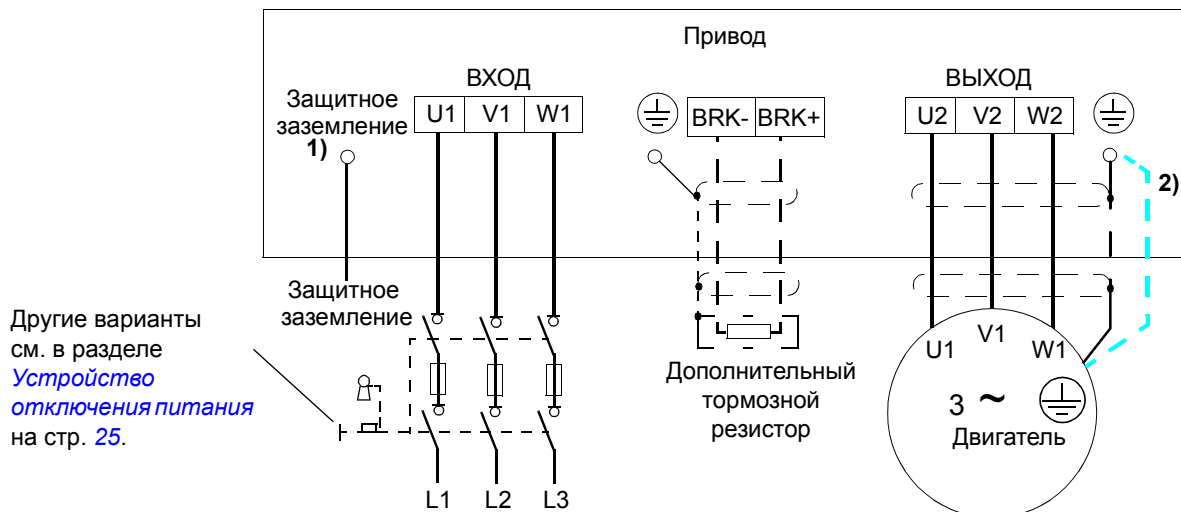 Привод
ВХОД
ВЫХОД
Защитное
заземление
1)
U1 V1 W1
BRK- BRK+
U2 V2 W2
2)
Защитное
заземление
Другие варианты
см. в разделе
Устройство
отключения питания
на стр. 25.
Дополнительный
тормозной
резистор
U1 V1 W1
3 ~
Двигатель
L1 L2 L3